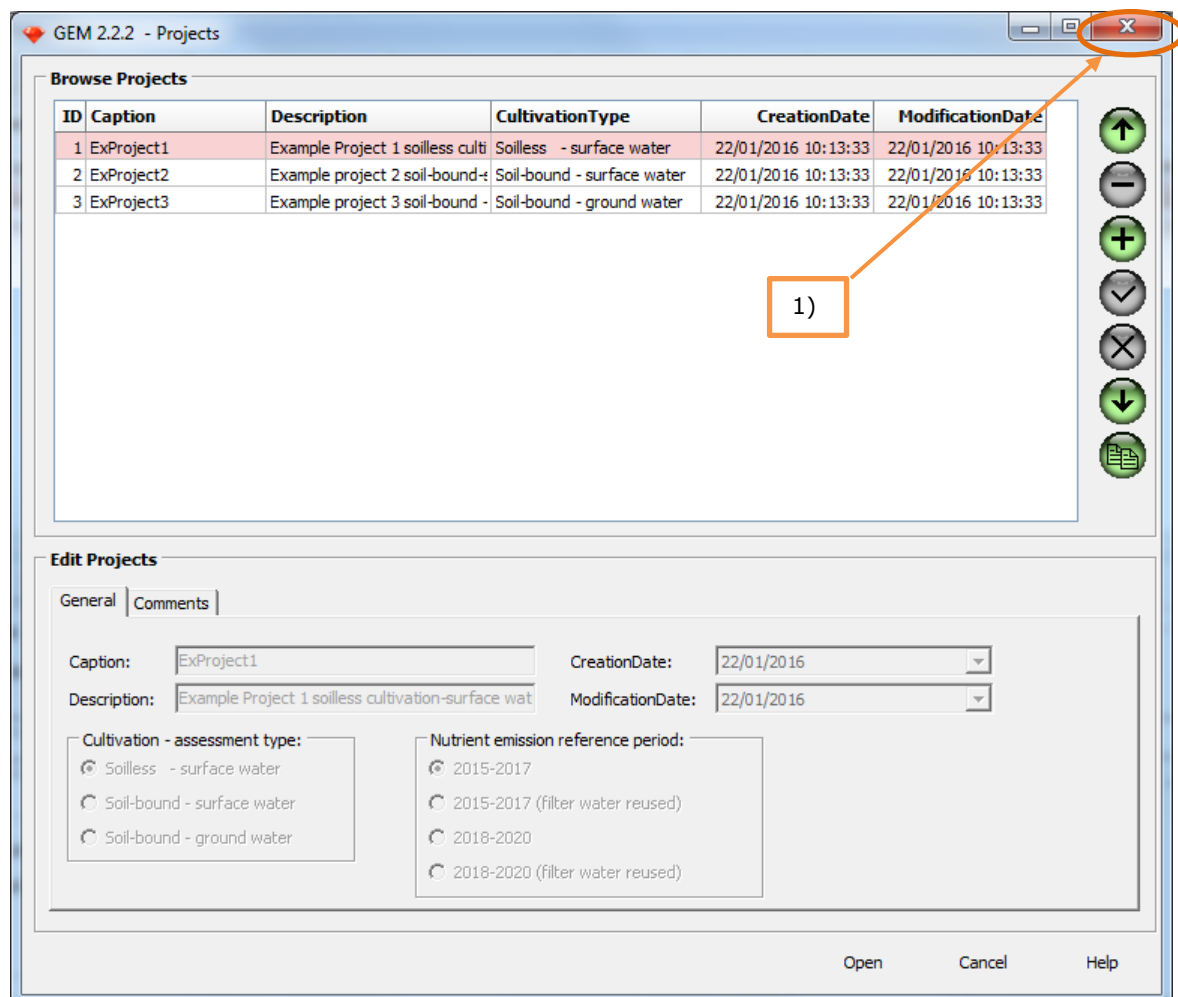 GEM 2.2.2 - Projects
Browse Projects
ID Caption Description CultivationType CreationDate ModificationDate
1 ExProject1 Example Project 1 soilless culti Soilless - surface water 22/01/2016 10:13:33 22/01/2016 10:13:33
2 ExProject2 Example project 2 soil-bound-s Soil-bound - surface water 22/01/2016 10:13:33 22/01/2016 10:13:33
3 ExProject3 Example project 3 soil-bound - Soil-bound - ground water 22/01/2016 10:13:33 22/01/2016 10:13:33
1)
Edit Projects
General Comments
Caption: ExProject1 CreationDate: 22/01/2016
Description: Example Project 1 soilless cultivation-surface wat ModificationDate: 22/01/2016
Cultivation - assessment type: Nutrient emission reference period:
Soilless - surface water 2015-2017
Soil-bound - surface water 2015-2017 (filter water reused)
Soil-bound - ground water 2018-2020
2018-2020 (filter water reused)
Open Cancel Help